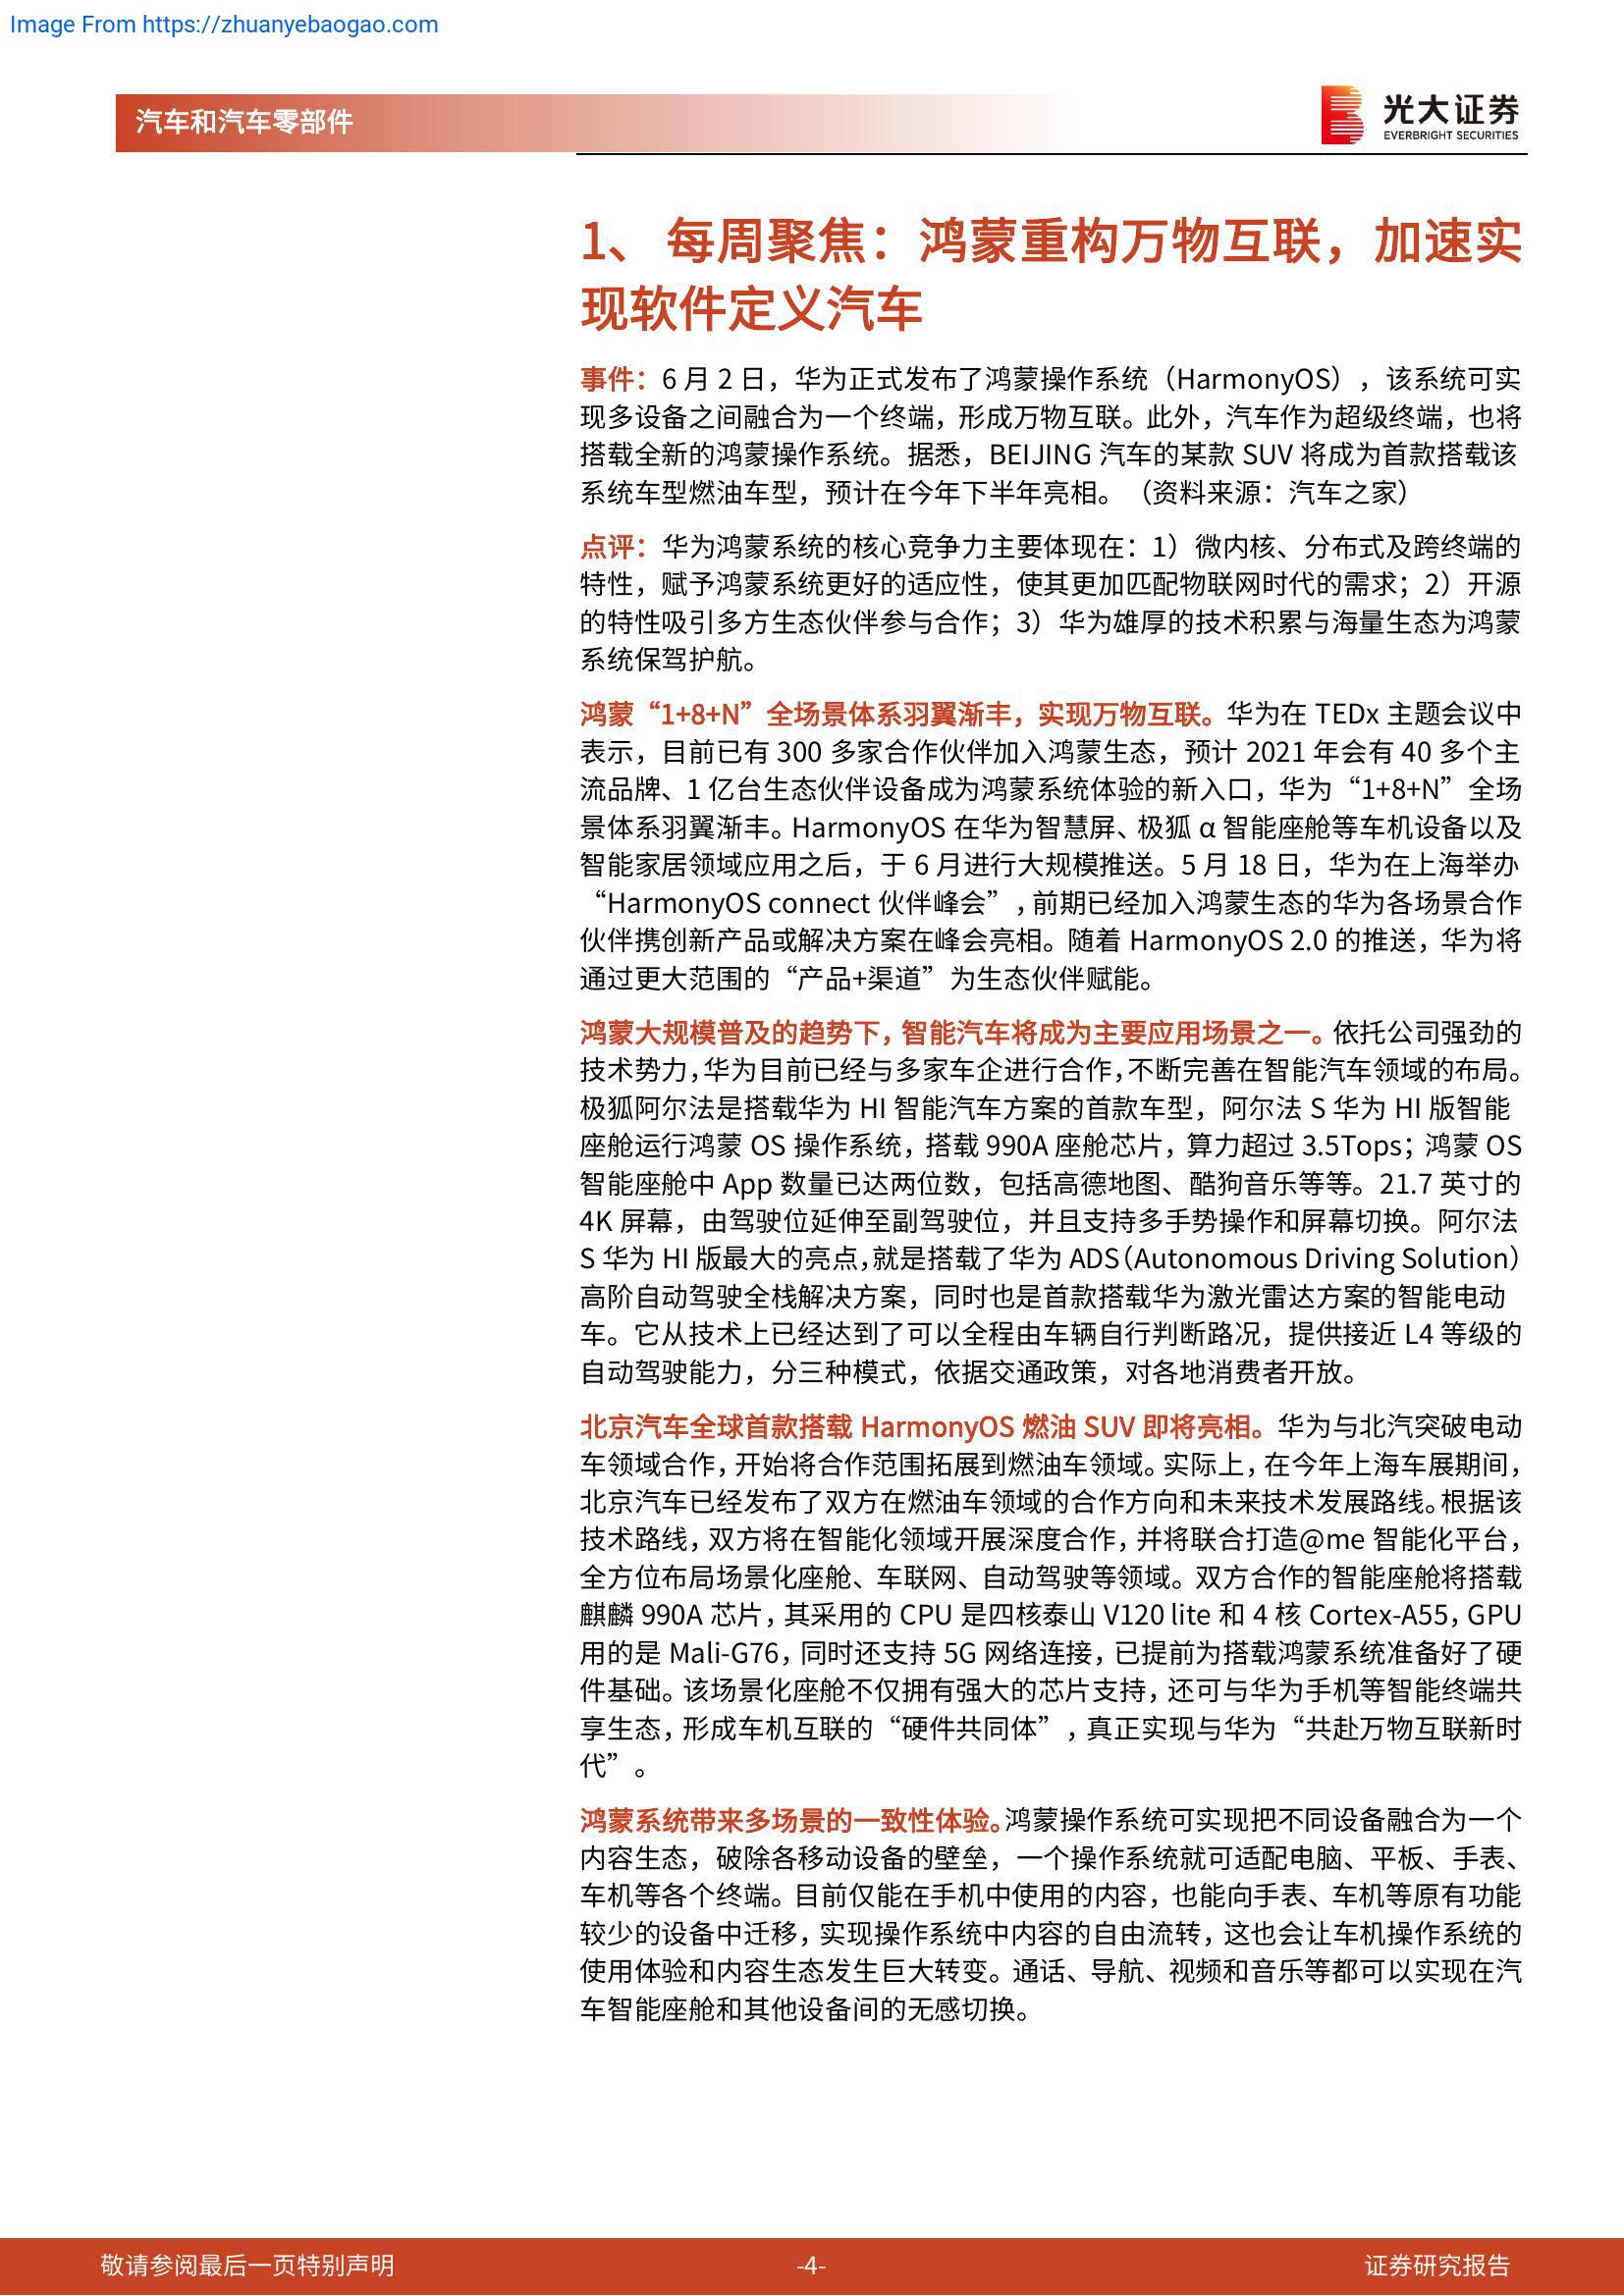 Image From https://zhuanyebaogao.com
汽车和汽车零部件
光大证券
EVERBRIGHT SECURITIES
1、 每周聚焦：鸿蒙重构万物互联，加速实
现软件定义汽车
事件：6 月 2 日，华为正式发布了鸿蒙操作系统（HarmonyOS），该系统可实
现多设备之间融合为一个终端，形成万物互联。此外，汽车作为超级终端，也将
搭载全新的鸿蒙操作系统。据悉，BEIJING 汽车的某款 SUV 将成为首款搭载该
系统车型燃油车型，预计在今年下半年亮相。（资料来源：汽车之家）
点评：华为鸿蒙系统的核心竞争力主要体现在：1）微内核、分布式及跨终端的
特性，赋予鸿蒙系统更好的适应性，使其更加匹配物联网时代的需求；2）开源
的特性吸引多方生态伙伴参与合作；3）华为雄厚的技术积累与海量生态为鸿蒙
系统保驾护航。
鸿蒙“1+8+N”全场景体系羽翼渐丰，实现万物互联。华为在 TEDx 主题会议中
表示，目前已有 300 多家合作伙伴加入鸿蒙生态，预计 2021 年会有 40 多个主
流品牌、1 亿台生态伙伴设备成为鸿蒙系统体验的新入口，华为“1+8+N”全场
景体系羽翼渐丰。HarmonyOS 在华为智慧屏、极狐 α 智能座舱等车机设备以及
智能家居领域应用之后，于 6 月进行大规模推送。5 月 18 日，华为在上海举办
“HarmonyOS connect 伙伴峰会”，前期已经加入鸿蒙生态的华为各场景合作
伙伴携创新产品或解决方案在峰会亮相。随着 HarmonyOS 2.0 的推送，华为将
通过更大范围的“产品+渠道”为生态伙伴赋能。
鸿蒙大规模普及的趋势下，智能汽车将成为主要应用场景之一。依托公司强劲的
技术势力，华为目前已经与多家车企进行合作，不断完善在智能汽车领域的布局。
极狐阿尔法是搭载华为 HI 智能汽车方案的首款车型，阿尔法 S 华为 HI 版智能
座舱运行鸿蒙 OS 操作系统，搭载 990A 座舱芯片，算力超过 3.5Tops；鸿蒙 OS
智能座舱中 App 数量已达两位数，包括高德地图、酷狗音乐等等。21.7 英寸的
4K 屏幕，由驾驶位延伸至副驾驶位，并且支持多手势操作和屏幕切换。阿尔法
S 华为 HI 版最大的亮点，就是搭载了华为 ADS（Autonomous Driving Solution）
高阶自动驾驶全栈解决方案，同时也是首款搭载华为激光雷达方案的智能电动
车。它从技术上已经达到了可以全程由车辆自行判断路况，提供接近 L4 等级的
自动驾驶能力，分三种模式，依据交通政策，对各地消费者开放。
北京汽车全球首款搭载 HarmonyOS 燃油 SUV 即将亮相。华为与北汽突破电动
车领域合作，开始将合作范围拓展到燃油车领域。实际上，在今年上海车展期间，
北京汽车已经发布了双方在燃油车领域的合作方向和未来技术发展路线。根据该
技术路线，双方将在智能化领域开展深度合作，并将联合打造@me 智能化平台，
全方位布局场景化座舱、车联网、自动驾驶等领域。双方合作的智能座舱将搭载
麒麟 990A 芯片，其采用的 CPU 是四核泰山 V120 lite 和 4 核 Cortex-A55，GPU
用的是 Mali-G76，同时还支持 5G 网络连接，已提前为搭载鸿蒙系统准备好了硬
件基础。该场景化座舱不仅拥有强大的芯片支持，还可与华为手机等智能终端共
享生态，形成车机互联的“硬件共同体”，真正实现与华为“共赴万物互联新时
代”。
鸿蒙系统带来多场景的一致性体验。鸿蒙操作系统可实现把不同设备融合为一个
内容生态，破除各移动设备的壁垒，一个操作系统就可适配电脑、平板、手表、
车机等各个终端。目前仅能在手机中使用的内容，也能向手表、车机等原有功能
较少的设备中迁移，实现操作系统中内容的自由流转，这也会让车机操作系统的
使用体验和内容生态发生巨大转变。通话、导航、视频和音乐等都可以实现在汽
车智能座舱和其他设备间的无感切换。
敬请参阅最后一页特别声明
-4-
证券研究报告